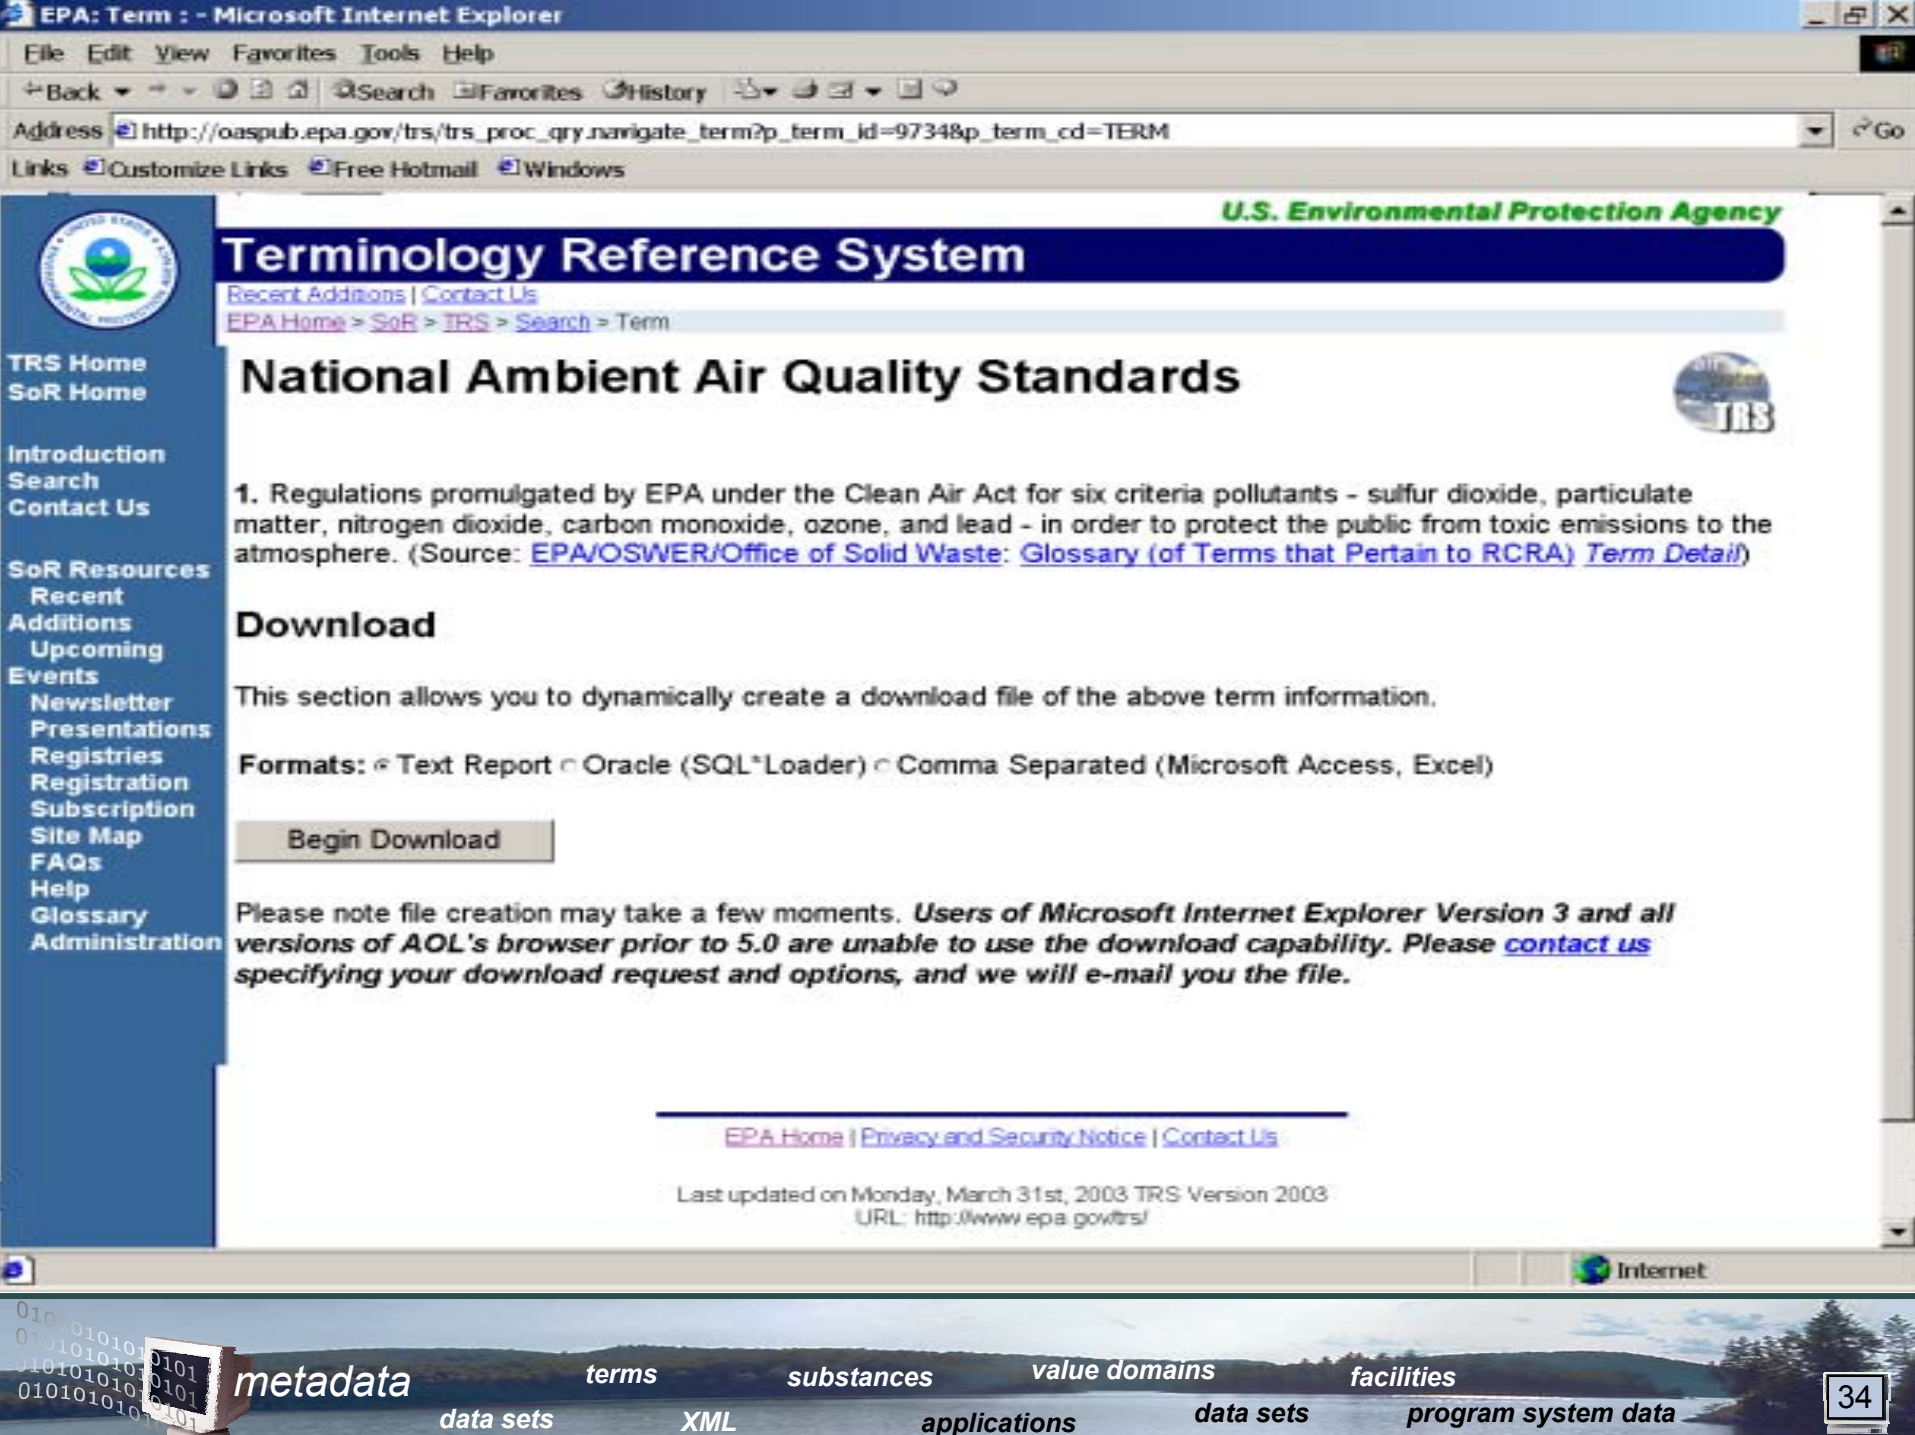 EPA: Term : - Microsoft Internet Explorer
File Edit View Favorites Tools Help
Back Search Favorites History
Address http://oaspub.epa.gov/trs/trs_proc_qry.navigate_term?p_term_id=9734&p_term_cd=TERM Go
Links Customize Links Free Hotmail Windows
U.S. Environmental Protection Agency
Terminology Reference System
Recent Additions | Contact Us
EPA Home > SoR > TRS > Search > Term
TRS Home
SoR Home
Introduction
Search
Contact Us
SoR Resources
Recent
Additions
Upcoming
Events
Newsletter
Presentations
Registries
Registration
Subscription
Site Map
FAQs
Help
Glossary
Administration
National Ambient Air Quality Standards
TRS
1. Regulations promulgated by EPA under the Clean Air Act for six criteria pollutants - sulfur dioxide, particulate
matter, nitrogen dioxide, carbon monoxide, ozone, and lead - in order to protect the public from toxic emissions to the
atmosphere. (Source: EPA/OSWER/Office of Solid Waste: Glossary (of Terms that Pertain to RCRA) Term Detail)
Download
This section allows you to dynamically create a download file of the above term information.
Formats: Text Report Oracle (SQL*Loader) Comma Separated (Microsoft Access, Excel)
Begin Download
Please note file creation may take a few moments. Users of Microsoft Internet Explorer Version 3 and all
versions of AOL's browser prior to 5.0 are unable to use the download capability. Please contact us
specifying your download request and options, and we will e-mail you the file.
EPA Home | Privacy and Security Notice | Contact Us
Last updated on Monday, March 31st, 2003 TRS Version 2003
URL: http://www.epa.gov/trs/
Internet
metadata
terms substances value domains facilities
data sets XML applications data sets program system data
34